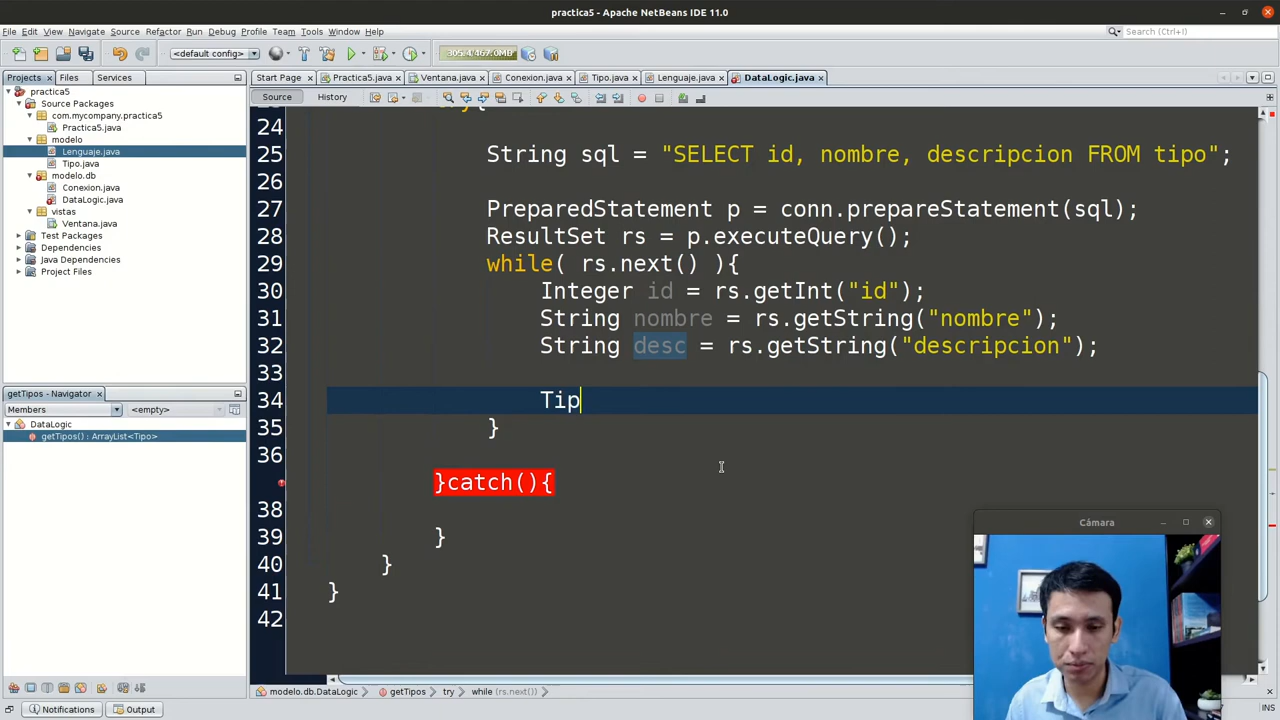 practica5 - Apache NetBeans IDE 11.0
File Edit View Navigate Source Refactor Run Debug Profile Team Tools Window Help
Search (Ctrl+I)
<default config>
305.4/467.0MB
Projects Files Services
Start Page Practica5.java Ventana.java Conexion.java Tipo.java Lenguaje.java DataLogic.java
Source History
practica5
Source Packages
com.mycompany.practica5
Practica5.java
modelo
Lenguaje.java
Tipo.java
modelo.db
Conexion.java
DataLogic.java
vistas
Ventana.java
Test Packages
Dependencies
Java Dependencies
Project Files
getTipos - Navigator
Members <empty>
DataLogic
getTipos() : ArrayList<Tipo>
24
25 String sql = "SELECT id, nombre, descripcion FROM tipo";
26
27 PreparedStatement p = conn.prepareStatement(sql);
28 ResultSet rs = p.executeQuery();
29 while( rs.next() ){
30 Integer id = rs.getInt("id");
31 String nombre = rs.getString("nombre");
32 String desc = rs.getString("descripcion");
33
34 Tip
35 }
36
}catch(){
38
39 }
40 }
41 }
42
Câmara
modelo.db.DataLogic getTipos try while (rs.next())
Notifications Output
INS